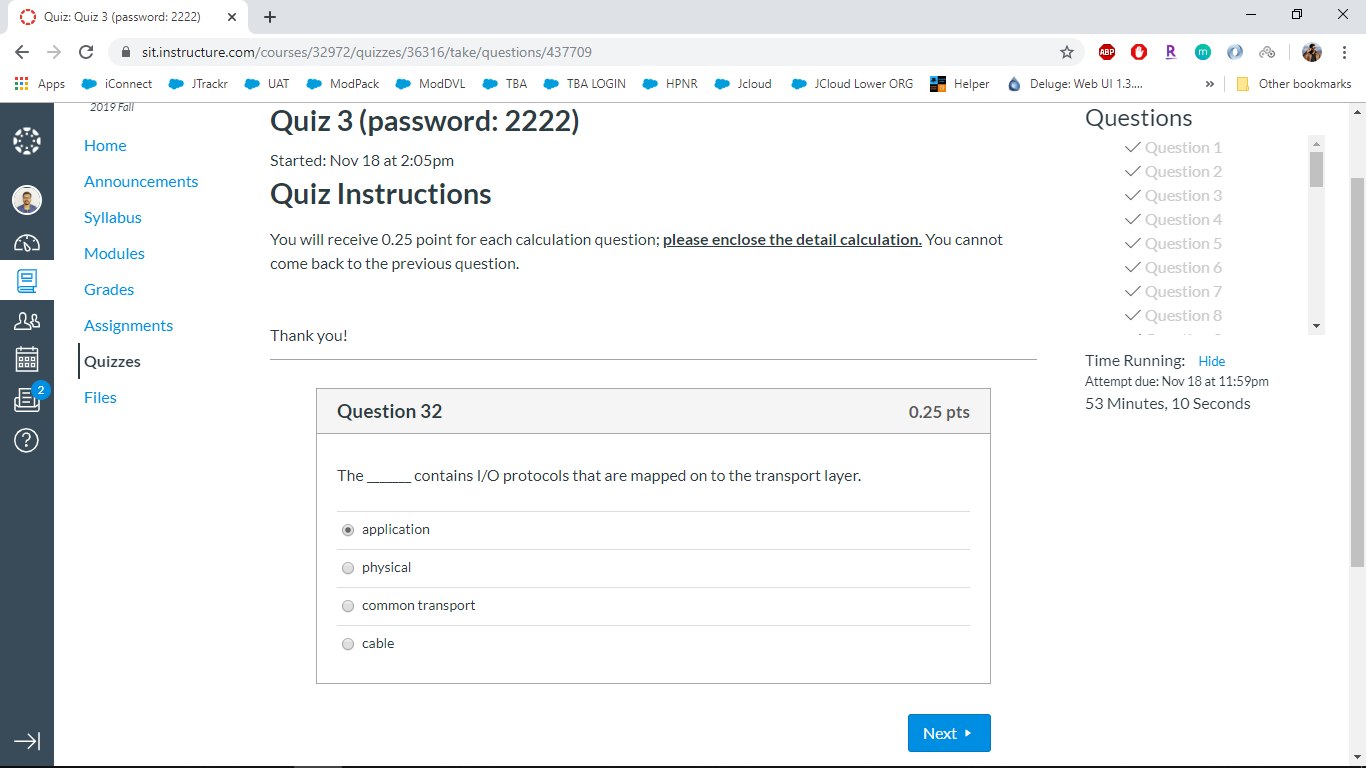 Quiz: Quiz 3 (password: 2222)
sit.instructure.com/courses/32972/quizzes/36316/take/questions/437709
ABP
R
m
Apps iConnect JTrackr UAT ModPack ModDVL TBA TBA LOGIN HPNR Jcloud JCloud Lower ORG Helper Deluge: Web UI 1.3.... » Other bookmarks
2019 Fall
Home
Announcements
Syllabus
Modules
Grades
Assignments
Quizzes
Files
2
Quiz 3 (password: 2222)
Started: Nov 18 at 2:05pm
Quiz Instructions
You will receive 0.25 point for each calculation question; please enclose the detail calculation. You cannot
come back to the previous question.
Thank you!
Question 32 0.25 pts
The _______ contains I/O protocols that are mapped on to the transport layer.
application
physical
common transport
cable
Next
Questions
Question 1
Question 2
Question 3
Question 4
Question 5
Question 6
Question 7
Question 8
Time Running: Hide
Attempt due: Nov 18 at 11:59pm
53 Minutes, 10 Seconds